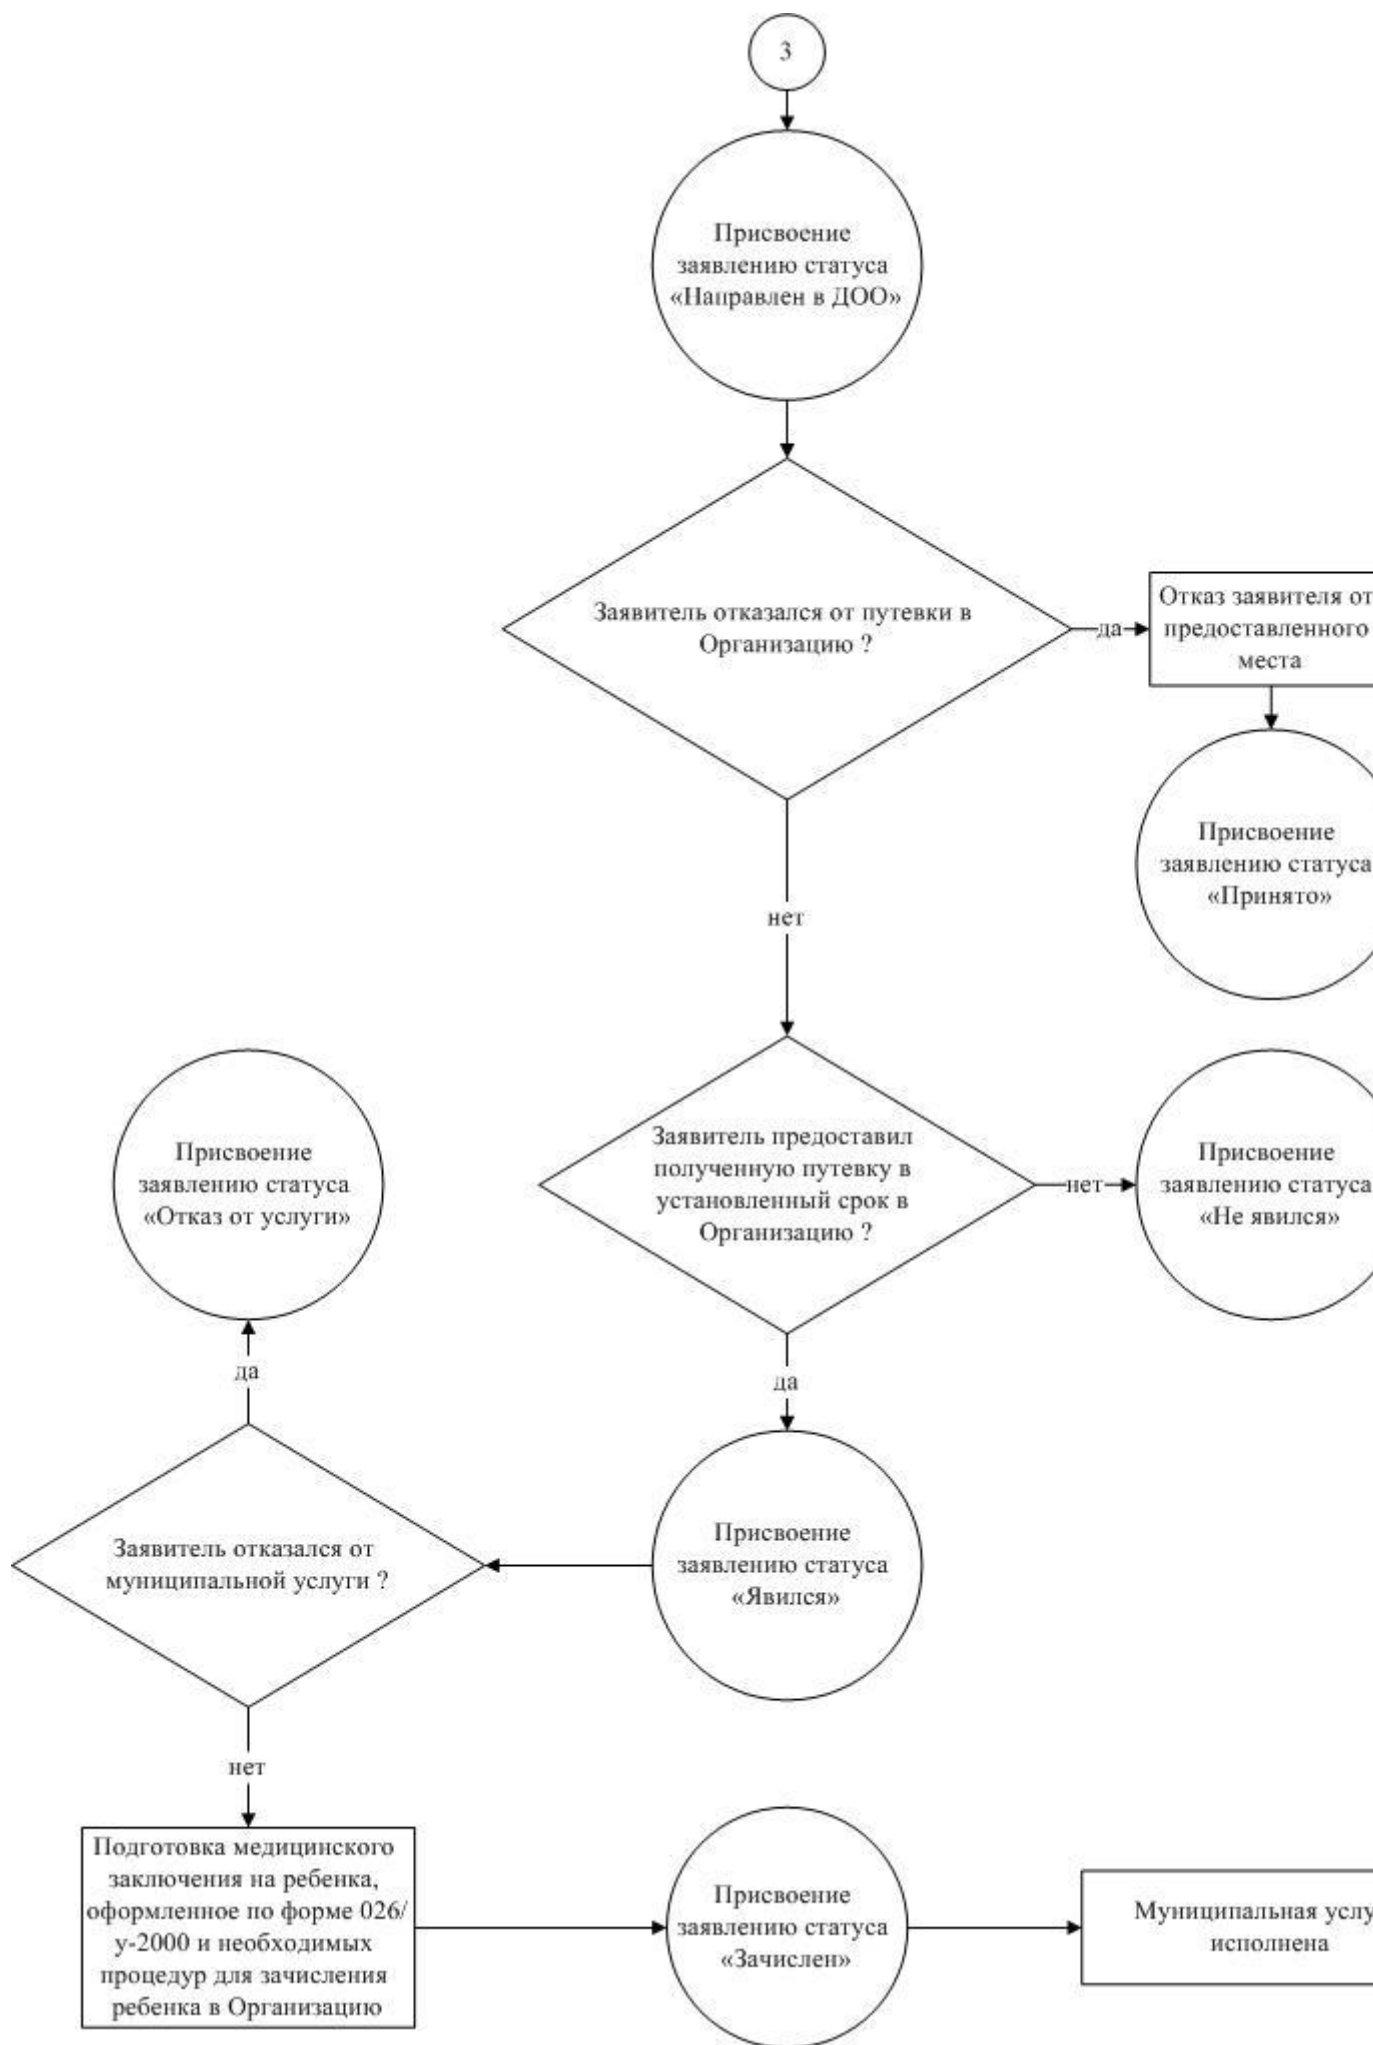 3
Присвоение
заявлению статуса
«Направлен в ДОО»
Заявитель отказался от путевки в
Организацию ?
да
Отказ заявителя от
предоставленного
места
Присвоение
заявлению статуса
«Принято»
нет
Заявитель предоставил
полученную путевку в
установленный срок в
Организацию ?
нет
Присвоение
заявлению статуса
«Не явился»
да
Присвоение
заявлению статуса
«Явился»
Заявитель отказался от
муниципальной услуги ?
да
Присвоение
заявлению статуса
«Отказ от услуги»
нет
Подготовка медицинского
заключения на ребенка,
оформленное по форме 026/
у-2000 и необходимых
процедур для зачисления
ребенка в Организацию
Присвоение
заявлению статуса
«Зачислен»
Муниципальная услу
исполнена